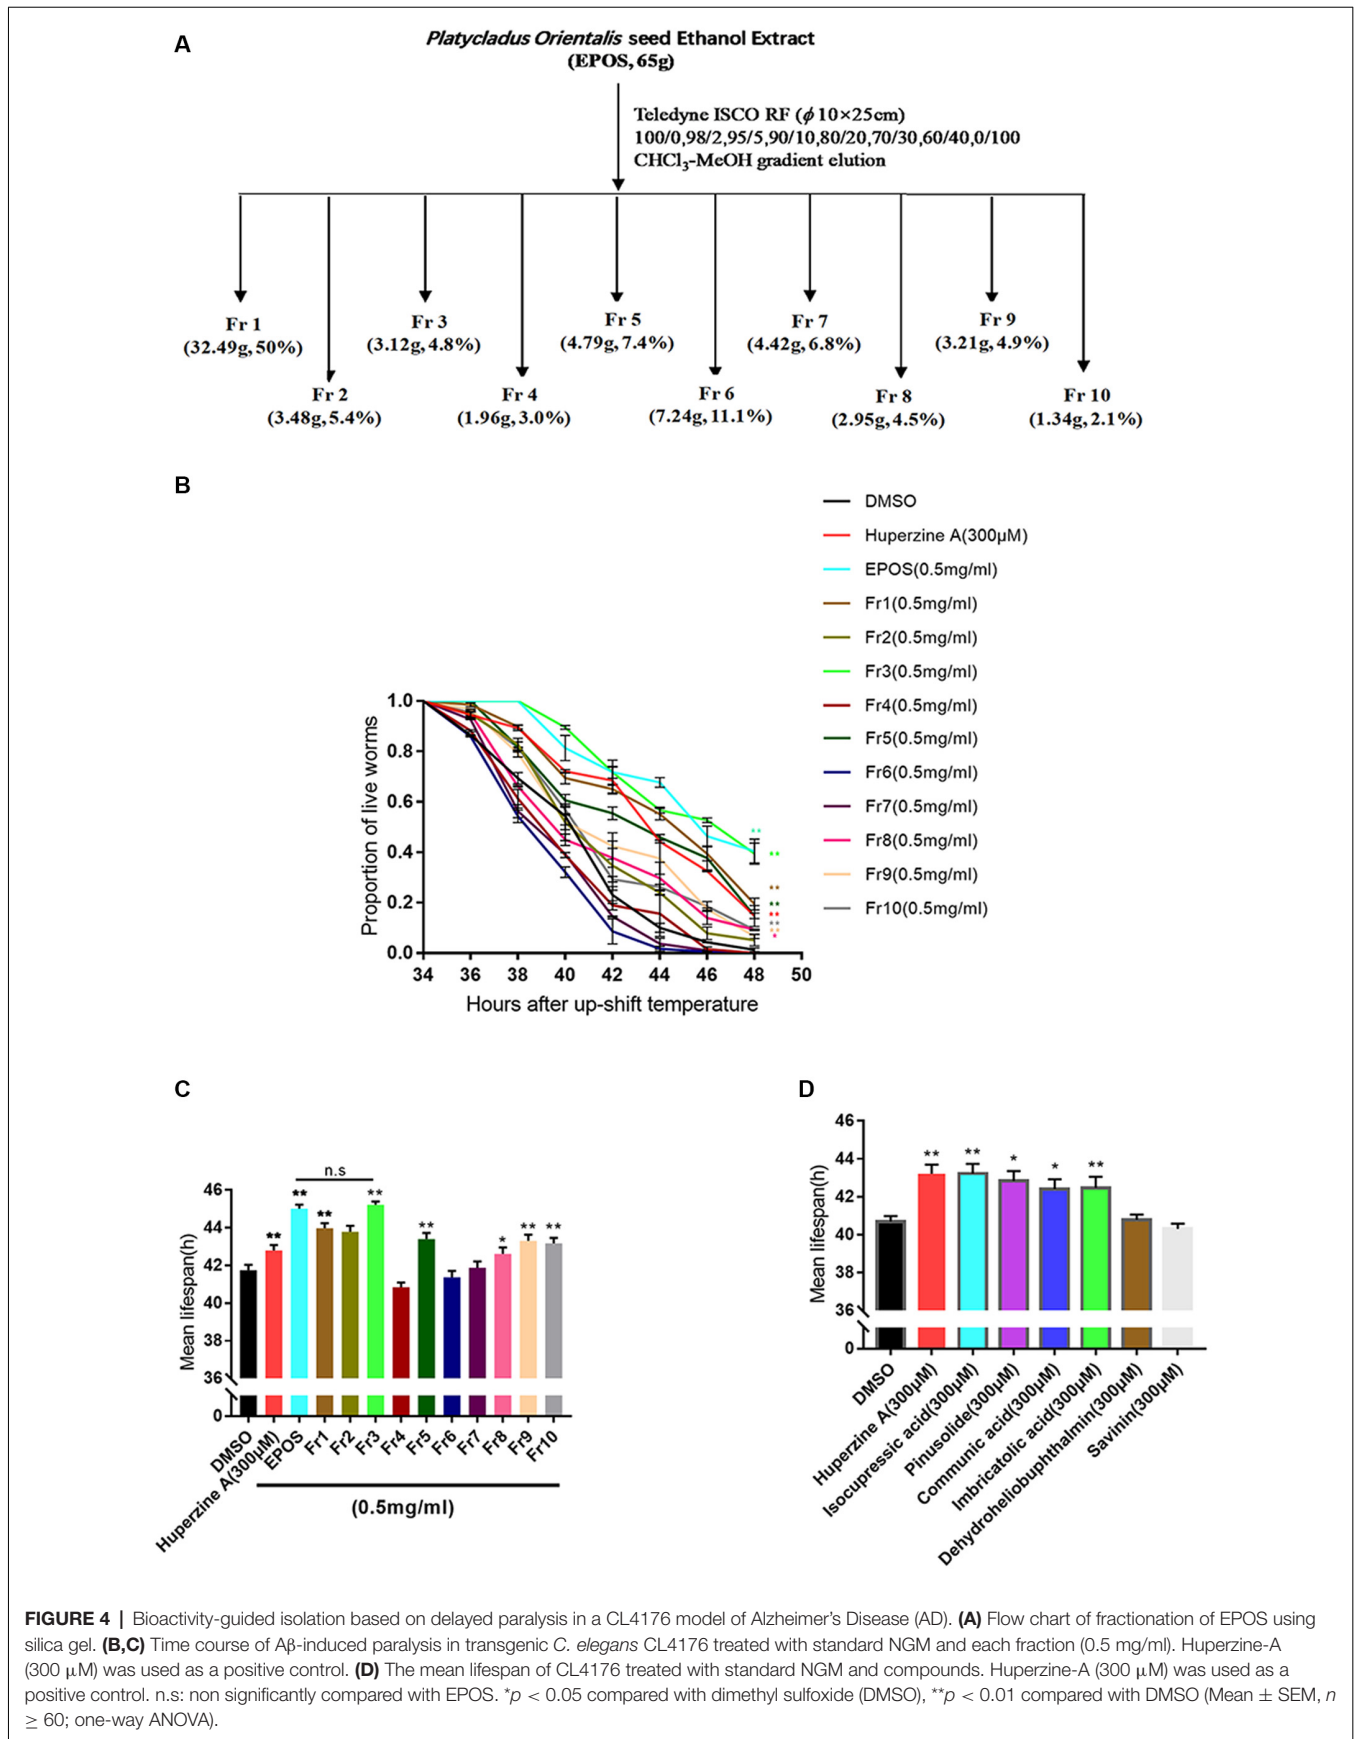 A
Platycladus Orientalis seed Ethanol Extract
(EPOS, 65g)
Teledyne ISCO RF (ϕ 10×25cm)
100/0,98/2,95/5,90/10,80/20,70/30,60/40,0/100
CHCl3-MeOH gradient elution
Fr 1
(32.49g, 50%)
Fr 3
(3.12g, 4.8%)
Fr 5
(4.79g, 7.4%)
Fr 7
(4.42g, 6.8%)
Fr 9
(3.21g, 4.9%)
Fr 2
(3.48g, 5.4%)
Fr 4
(1.96g, 3.0%)
Fr 6
(7.24g, 11.1%)
Fr 8
(2.95g, 4.5%)
Fr 10
(1.34g, 2.1%)
B
DMSO
Huperzine A(300μM)
EPOS(0.5mg/ml)
Fr1(0.5mg/ml)
Fr2(0.5mg/ml)
Fr3(0.5mg/ml)
Fr4(0.5mg/ml)
Fr5(0.5mg/ml)
Fr6(0.5mg/ml)
Fr7(0.5mg/ml)
Fr8(0.5mg/ml)
Fr9(0.5mg/ml)
Fr10(0.5mg/ml)
Proportion of live worms
1.0
0.8
0.6
0.4
0.2
0.0
34 36 38 40 42 44 46 48 50
Hours after up-shift temperature
** ** ** ** ** ** ** *
C
Mean lifespan(h)
46
44
42
40
38
36
0
n.s
** ** ** ** ** * ** **
DMSO
Huperzine A(300μM)
EPOS
Fr1
Fr2
Fr3
Fr4
Fr5
Fr6
Fr7
Fr8
Fr9
Fr10
(0.5mg/ml)
D
Mean lifespan(h)
46
44
42
40
38
36
0
** ** * * **
DMSO
Huperzine A(300μM)
Isocupressic acid(300μM)
Pinusolide(300μM)
Communic acid(300μM)
Imbricatolic acid(300μM)
Dehydroheliobuphthalmin(300μM)
Savinin(300μM)
FIGURE 4 | Bioactivity-guided isolation based on delayed paralysis in a CL4176 model of Alzheimer's Disease (AD). (A) Flow chart of fractionation of EPOS using
silica gel. (B,C) Time course of Aβ-induced paralysis in transgenic C. elegans CL4176 treated with standard NGM and each fraction (0.5 mg/ml). Huperzine-A
(300 μM) was used as a positive control. (D) The mean lifespan of CL4176 treated with standard NGM and compounds. Huperzine-A (300 μM) was used as a
positive control. n.s: non significantly compared with EPOS. *p < 0.05 compared with dimethyl sulfoxide (DMSO), **p < 0.01 compared with DMSO (Mean ± SEM, n
≥ 60; one-way ANOVA).